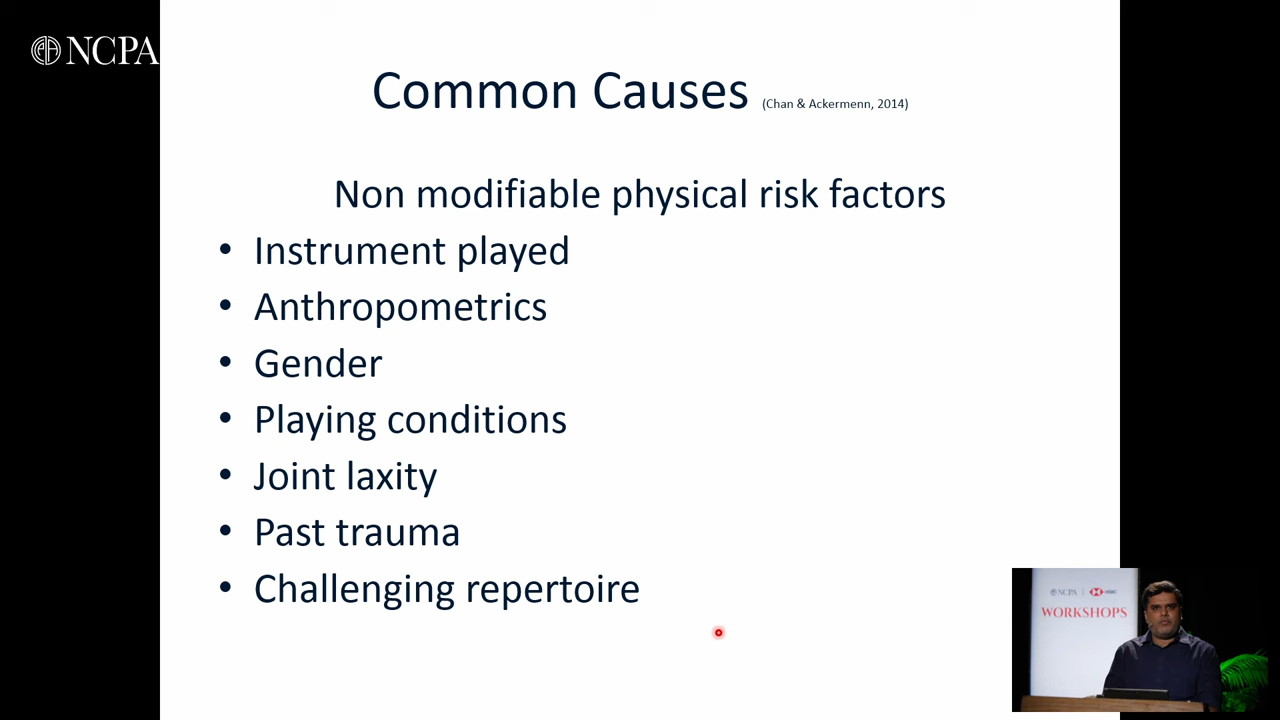 NCPA
Common Causes (Chan & Ackermenn, 2014)
Non modifiable physical risk factors
• Instrument played
• Anthropometrics
• Gender
• Playing conditions
• Joint laxity
• Past trauma
• Challenging repertoire
NCPA | HSBC
WORKSHOPS